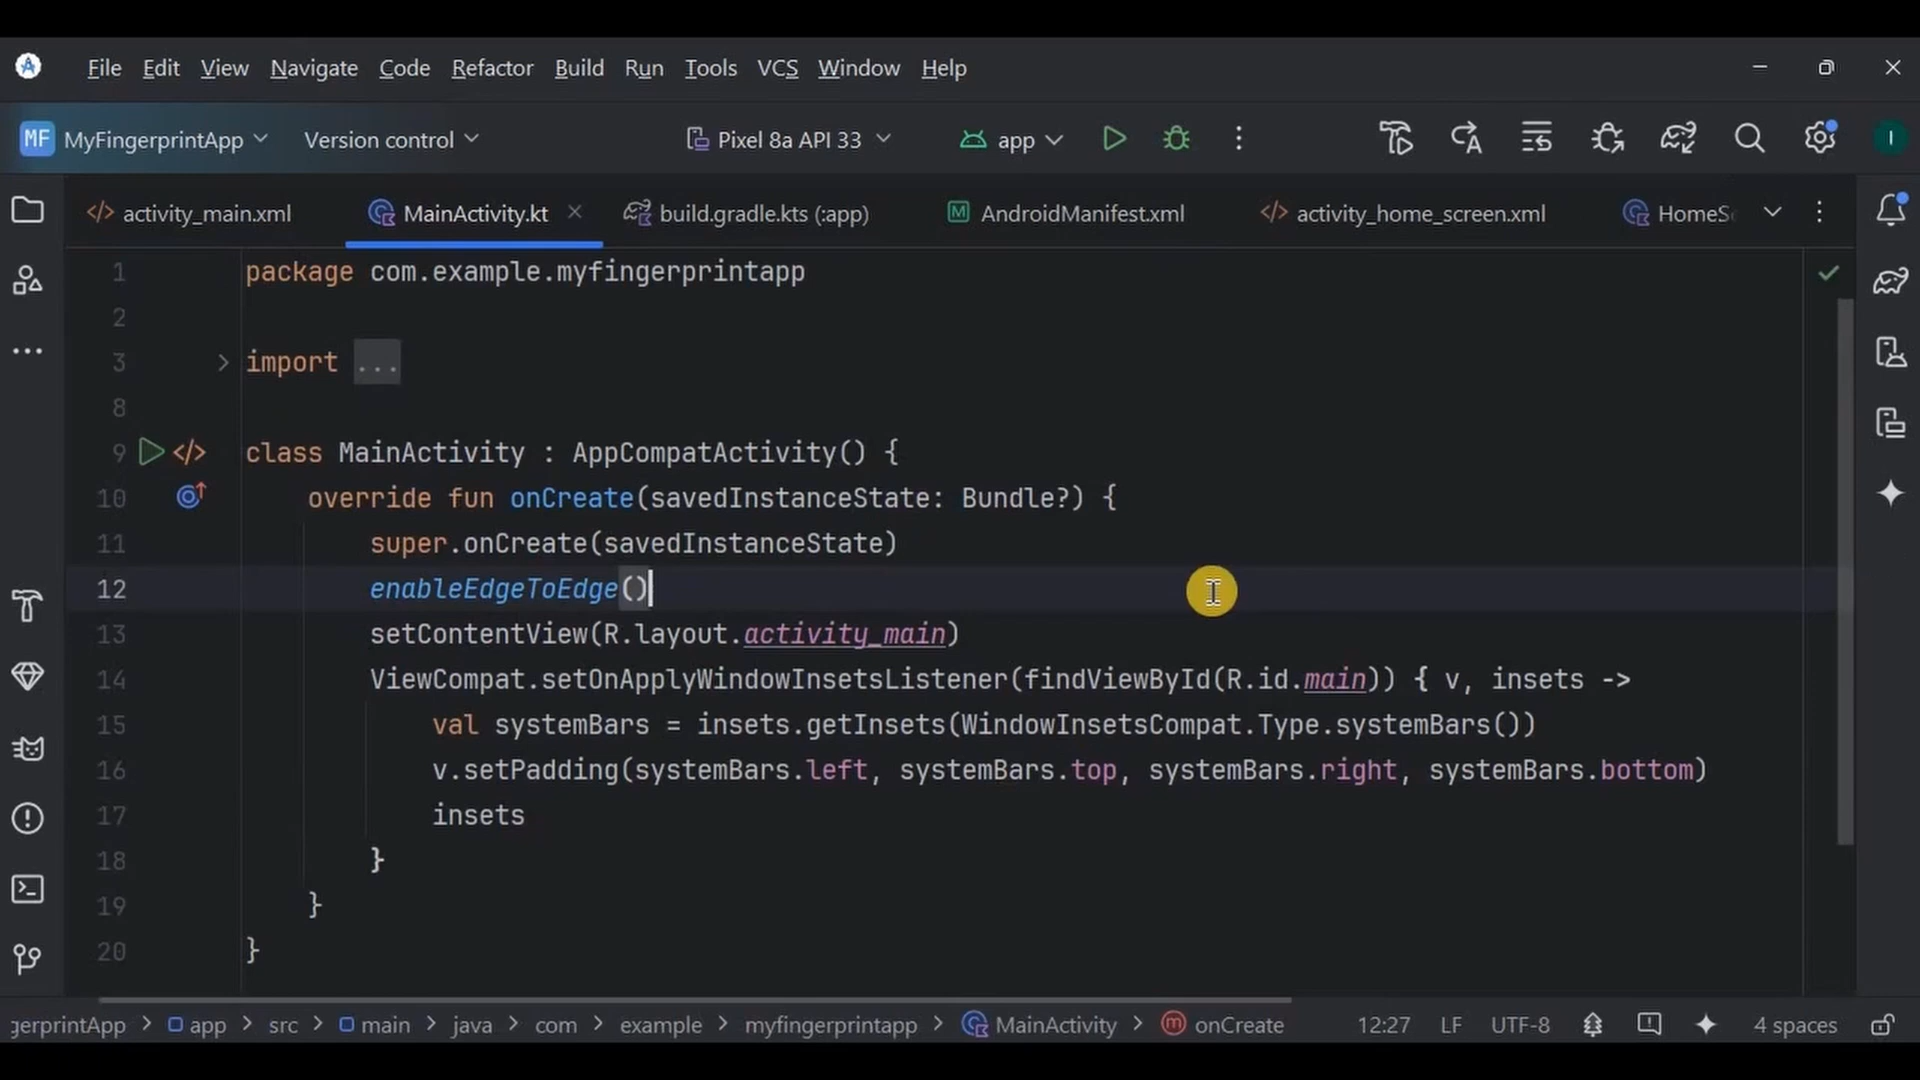 File Edit View Navigate Code Refactor Build Run Tools VCS Window Help
MF MyFingerprintApp Version control Pixel 8a API 33 app I
activity_main.xml MainActivity.kt build.gradle.kts (:app) AndroidManifest.xml activity_home_screen.xml HomeSc
1 package com.example.myfingerprintapp
2
3 import ...
8
9 class MainActivity : AppCompatActivity() {
10 override fun onCreate(savedInstanceState: Bundle?) {
11 super.onCreate(savedInstanceState)
12 enableEdgeToEdge()
13 setContentView(R.layout.activity_main)
14 ViewCompat.setOnApplyWindowInsetsListener(findViewById(R.id.main)) { v, insets ->
15 val systemBars = insets.getInsets(WindowInsetsCompat.Type.systemBars())
16 v.setPadding(systemBars.left, systemBars.top, systemBars.right, systemBars.bottom)
17 insets
18 }
19 }
20 }
gerprintApp > app > src > main > java > com > example > myfingerprintapp > MainActivity > onCreate 12:27 LF UTF-8 4 spaces